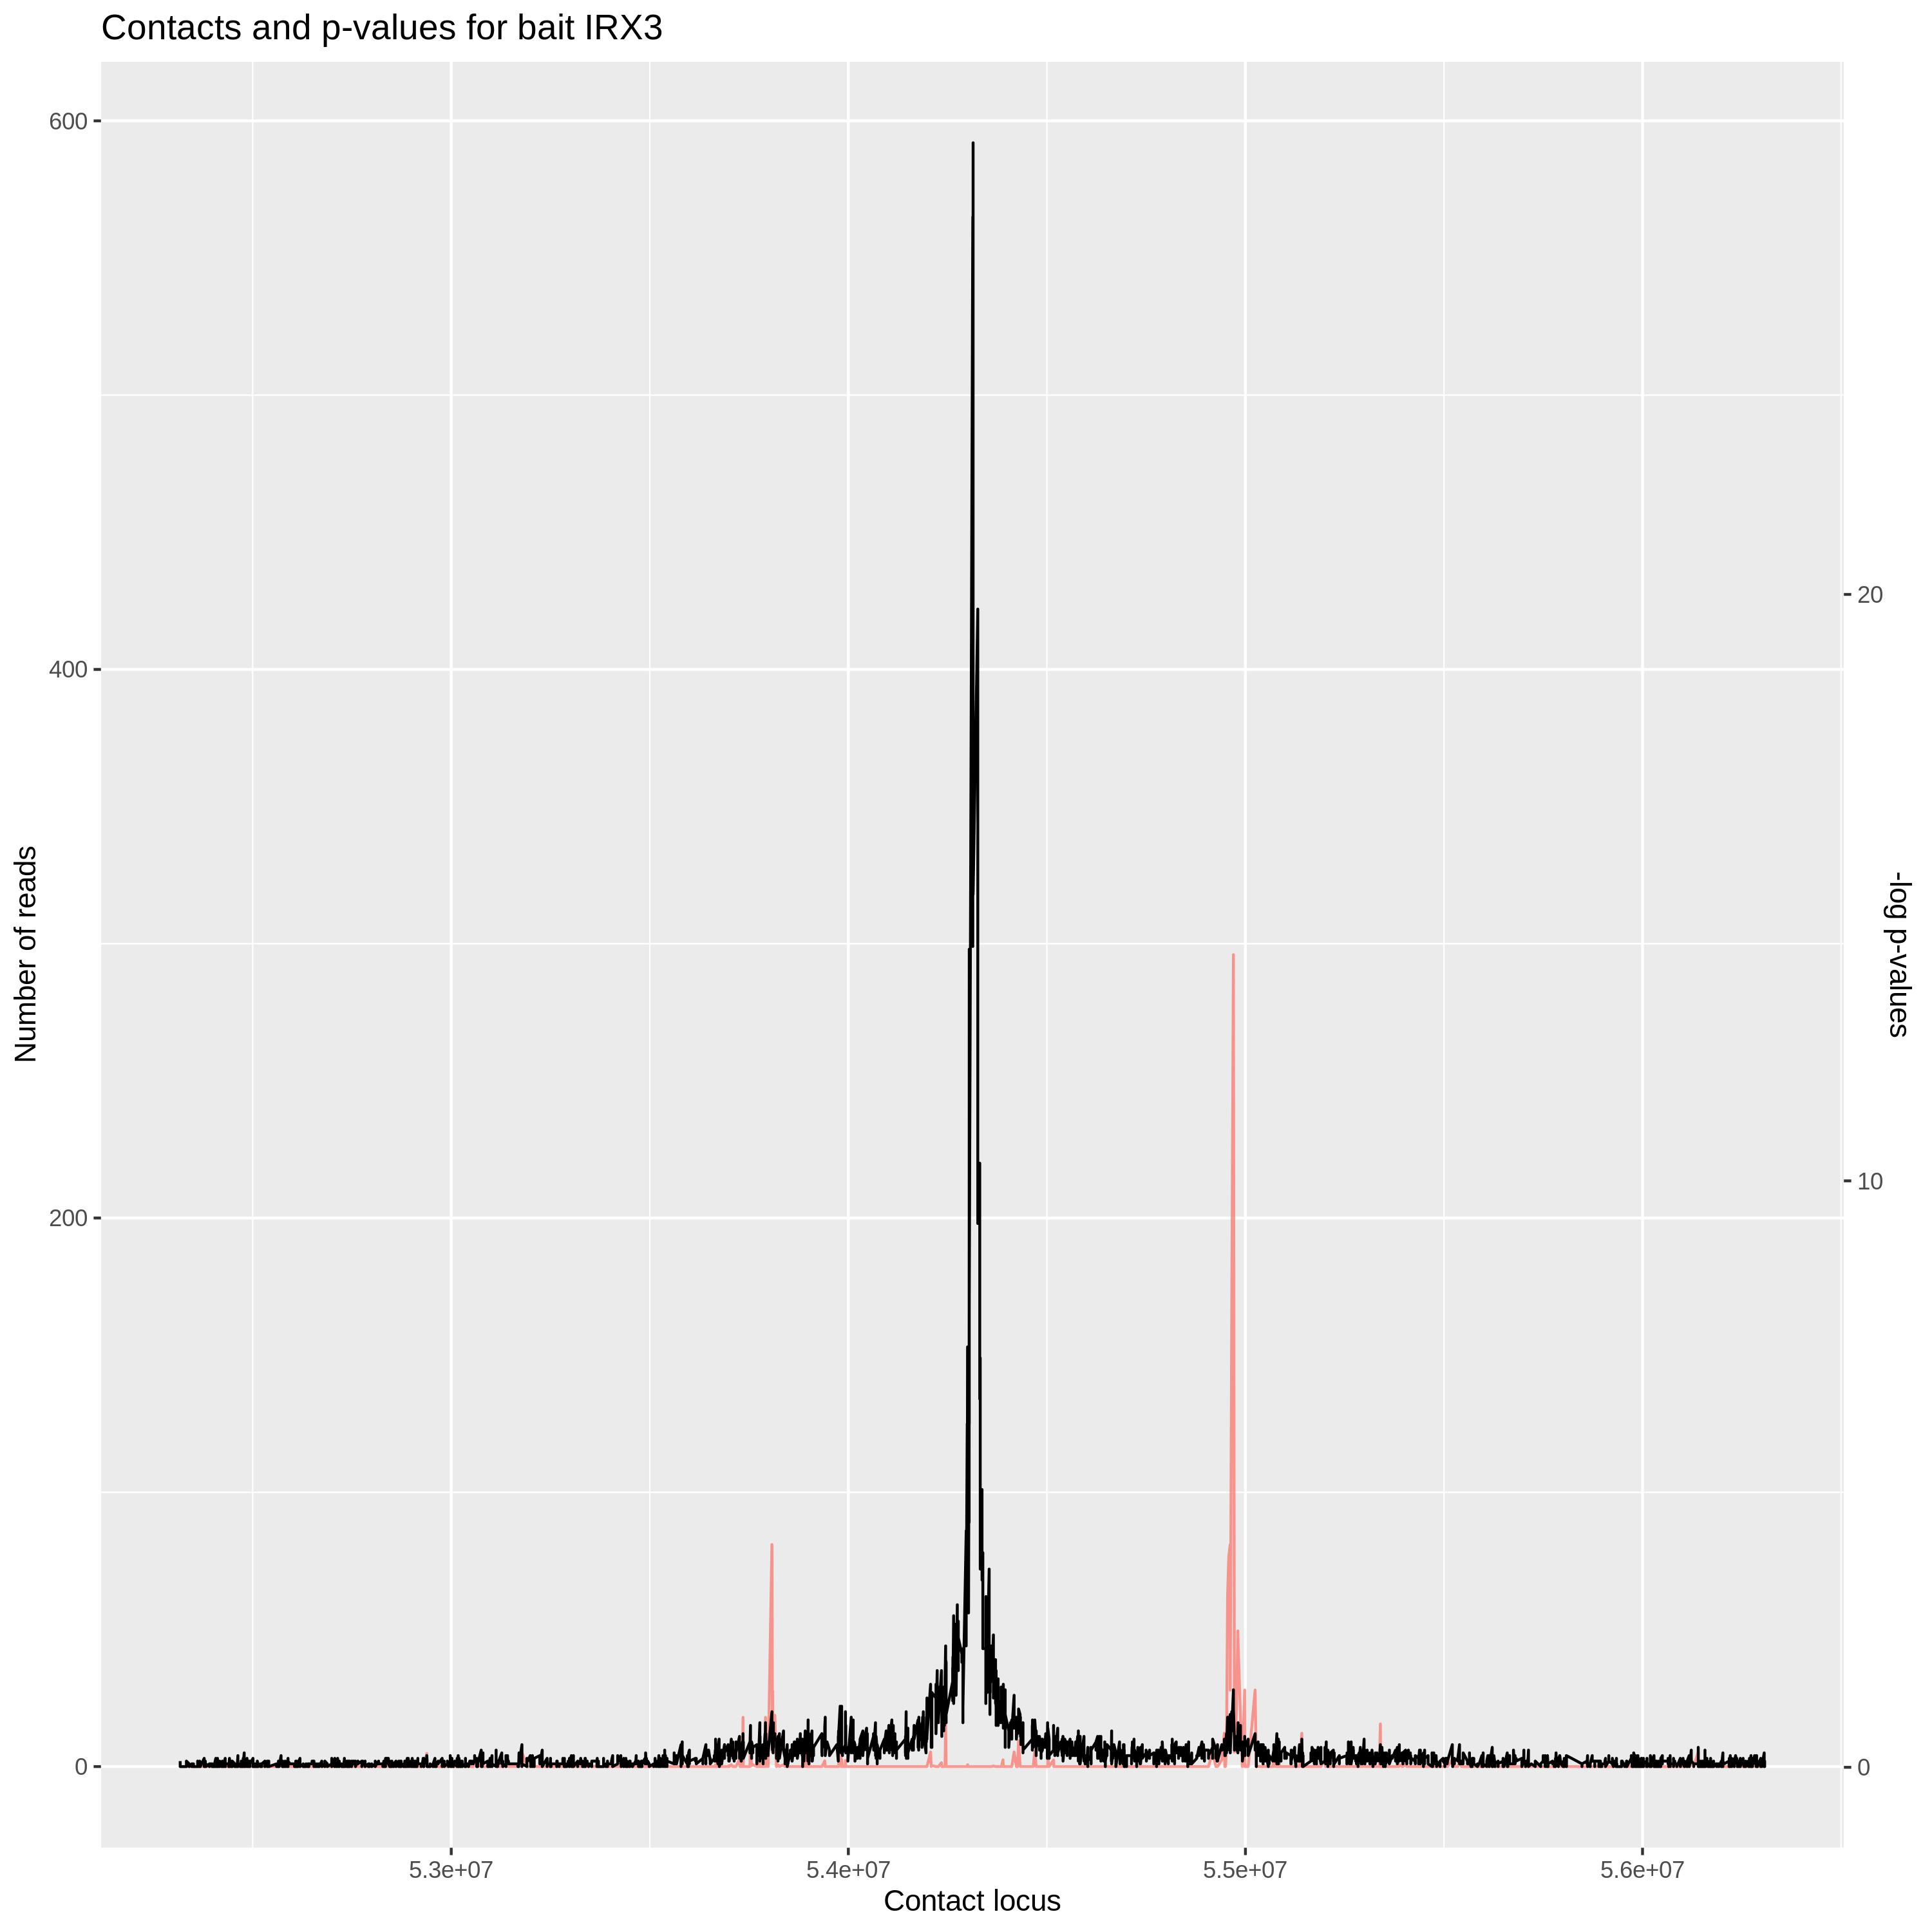 Contacts and p-values for bait IRX3
600
400
200
0
Number of reads
20
10
0
-log p-values
5.3e+07
5.4e+07
5.5e+07
5.6e+07
Contact locus